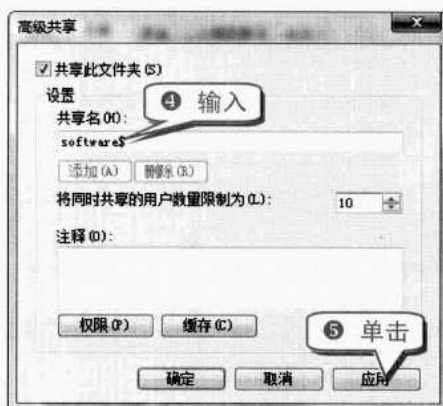 高级共享
共享此文件夹(S)
设置
④ 输入
共享名(H):
software$
添加(A) 删除(R)
将同时共享的用户数量限制为(L): 10
注释(O):
权限(P) 缓存(C)
⑤ 单击
确定 取消 应用